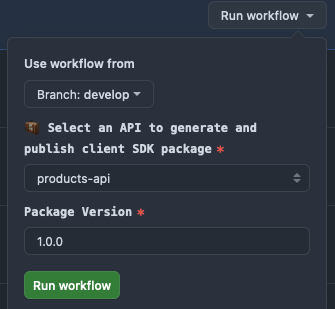 Run workflow
Use workflow from
Branch: develop
Select an API to generate and
publish client SDK package *
products-api
Package Version *
1.0.0
Run workflow